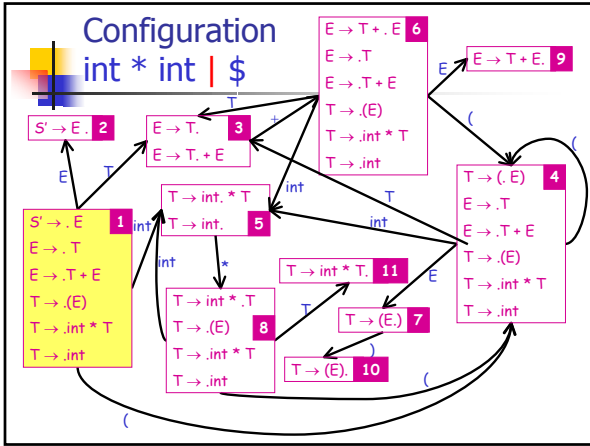 Configuration
int * int | $
E → T + . E 6
E → .T
E → .T + E
T → .(E)
T → .int * T
T → .int
E
E → T + E. 9
S' → E . 2
T
E → T. 3
E → T. + E
+
(
(
E
T
T → (. E) 4
E → .T
E → .T + E
T → .(E)
T → .int * T
T → .int
T → int. * T
T → int. 5
int
T
int
S' → . E 1
E → . T
E → .T + E
T → .(E)
T → .int * T
T → .int
int
int
*
T → int * .T
T → .(E) 8
T → .int * T
T → .int
T
T → int * T. 11
E
T → (E.) 7
)
T → (E). 10
(
(